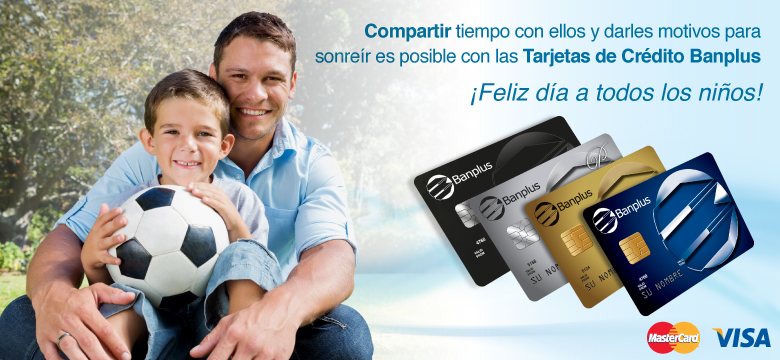 Compartir tiempo con ellos y darles motivos para
sonreír es posible con las Tarjetas de Crédito Banplus
¡Feliz día a todos los niños!
Banplus
Banplus
Banplus
Banplus
SU NOMBRE
SU NOMBRE
MasterCard
VISA